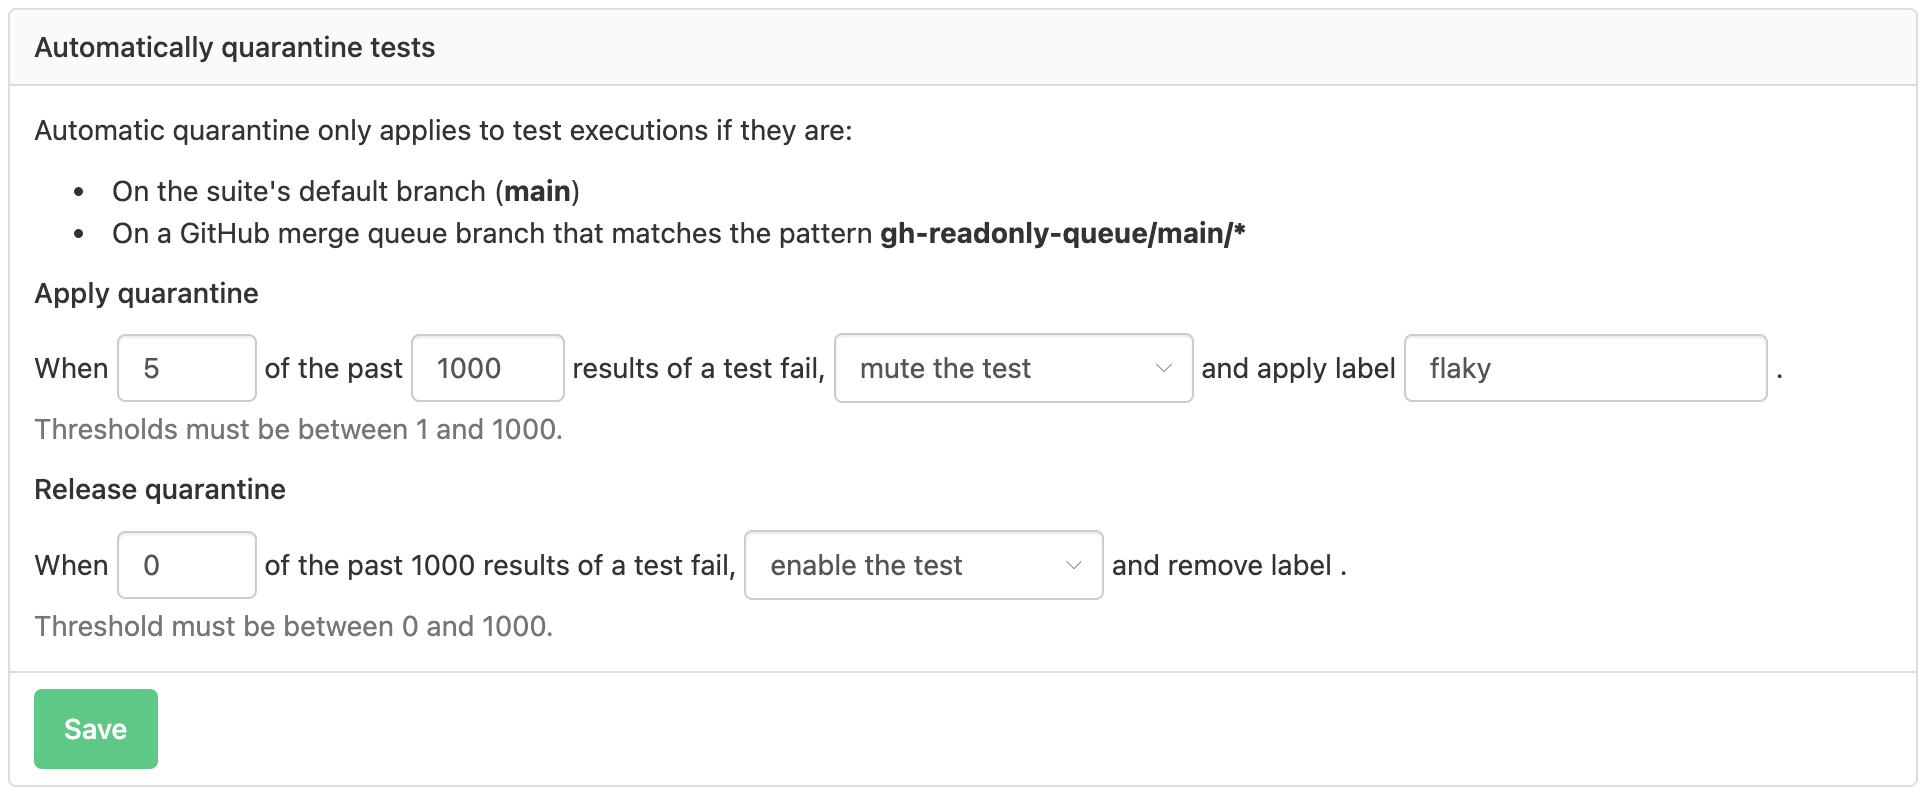 Automatically quarantine tests
Automatic quarantine only applies to test executions if they are:
• On the suite's default branch (main)
• On a GitHub merge queue branch that matches the pattern gh-readonly-queue/main/*
Apply quarantine
When 5 of the past 1000 results of a test fail, mute the test and apply label flaky .
Thresholds must be between 1 and 1000.
Release quarantine
When 0 of the past 1000 results of a test fail, enable the test and remove label .
Threshold must be between 0 and 1000.
Save